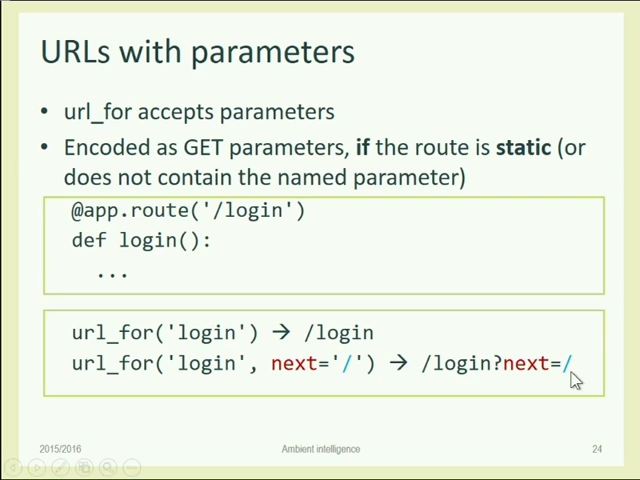 URLs with parameters
• url_for accepts parameters
• Encoded as GET parameters, if the route is static (or
does not contain the named parameter)
@app.route('/login')
def login():
...
url_for('login') → /login
url_for('login', next='/') → /login?next=/
2015/2016
Ambient intelligence
24